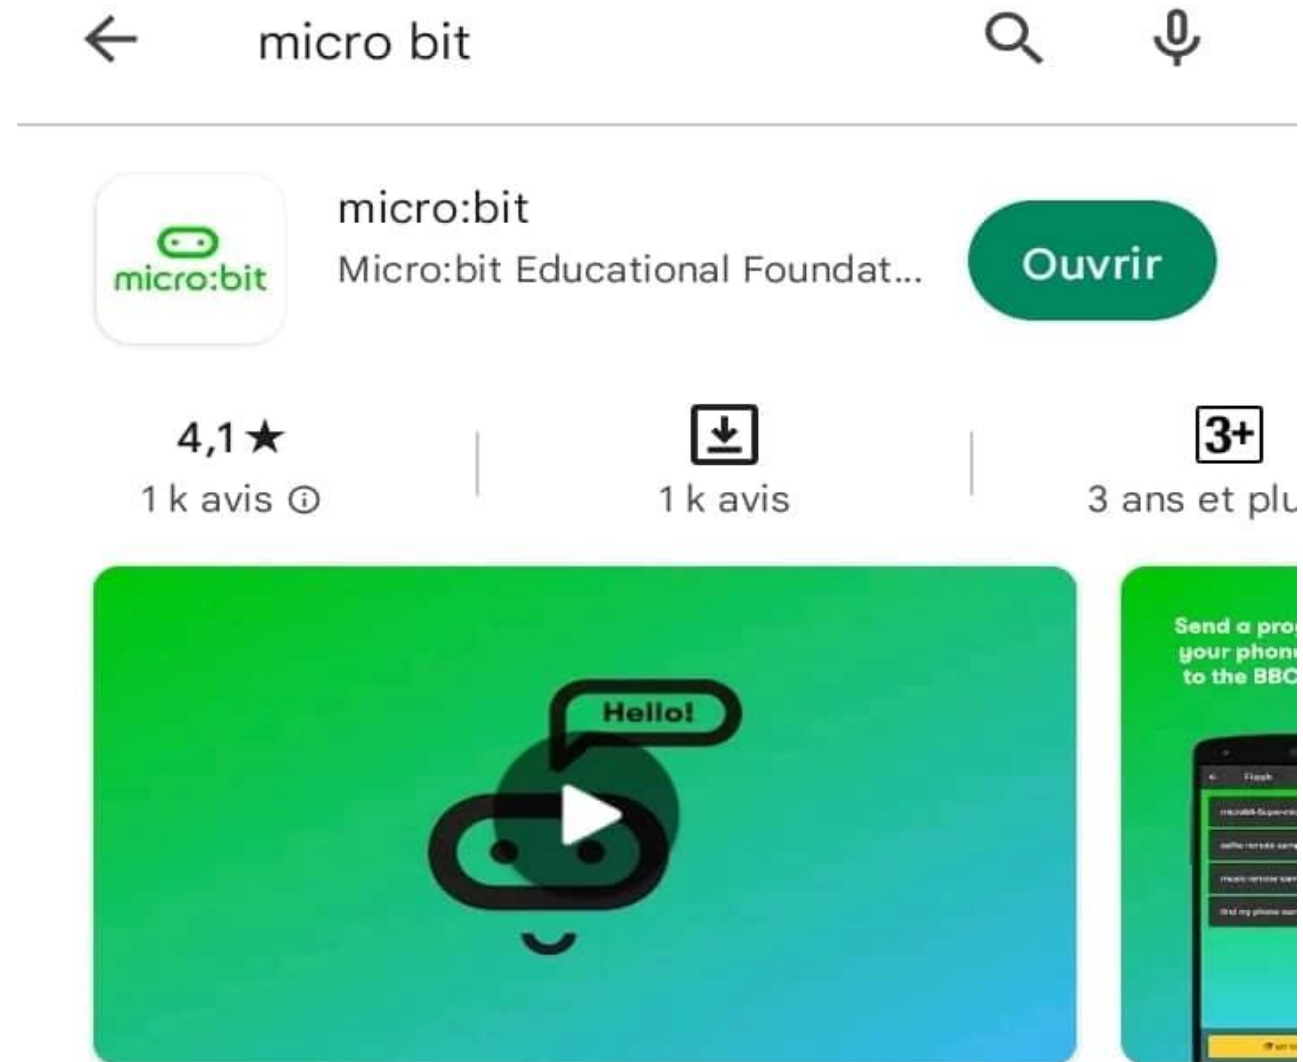 micro bit
micro:bit
micro:bit
Micro:bit Educational Foundat...
Ouvrir
4,1★
1 k avis
1 k avis
3+
3 ans et plu
Hello!
Send a pro
your phon
to the BBC
Flash